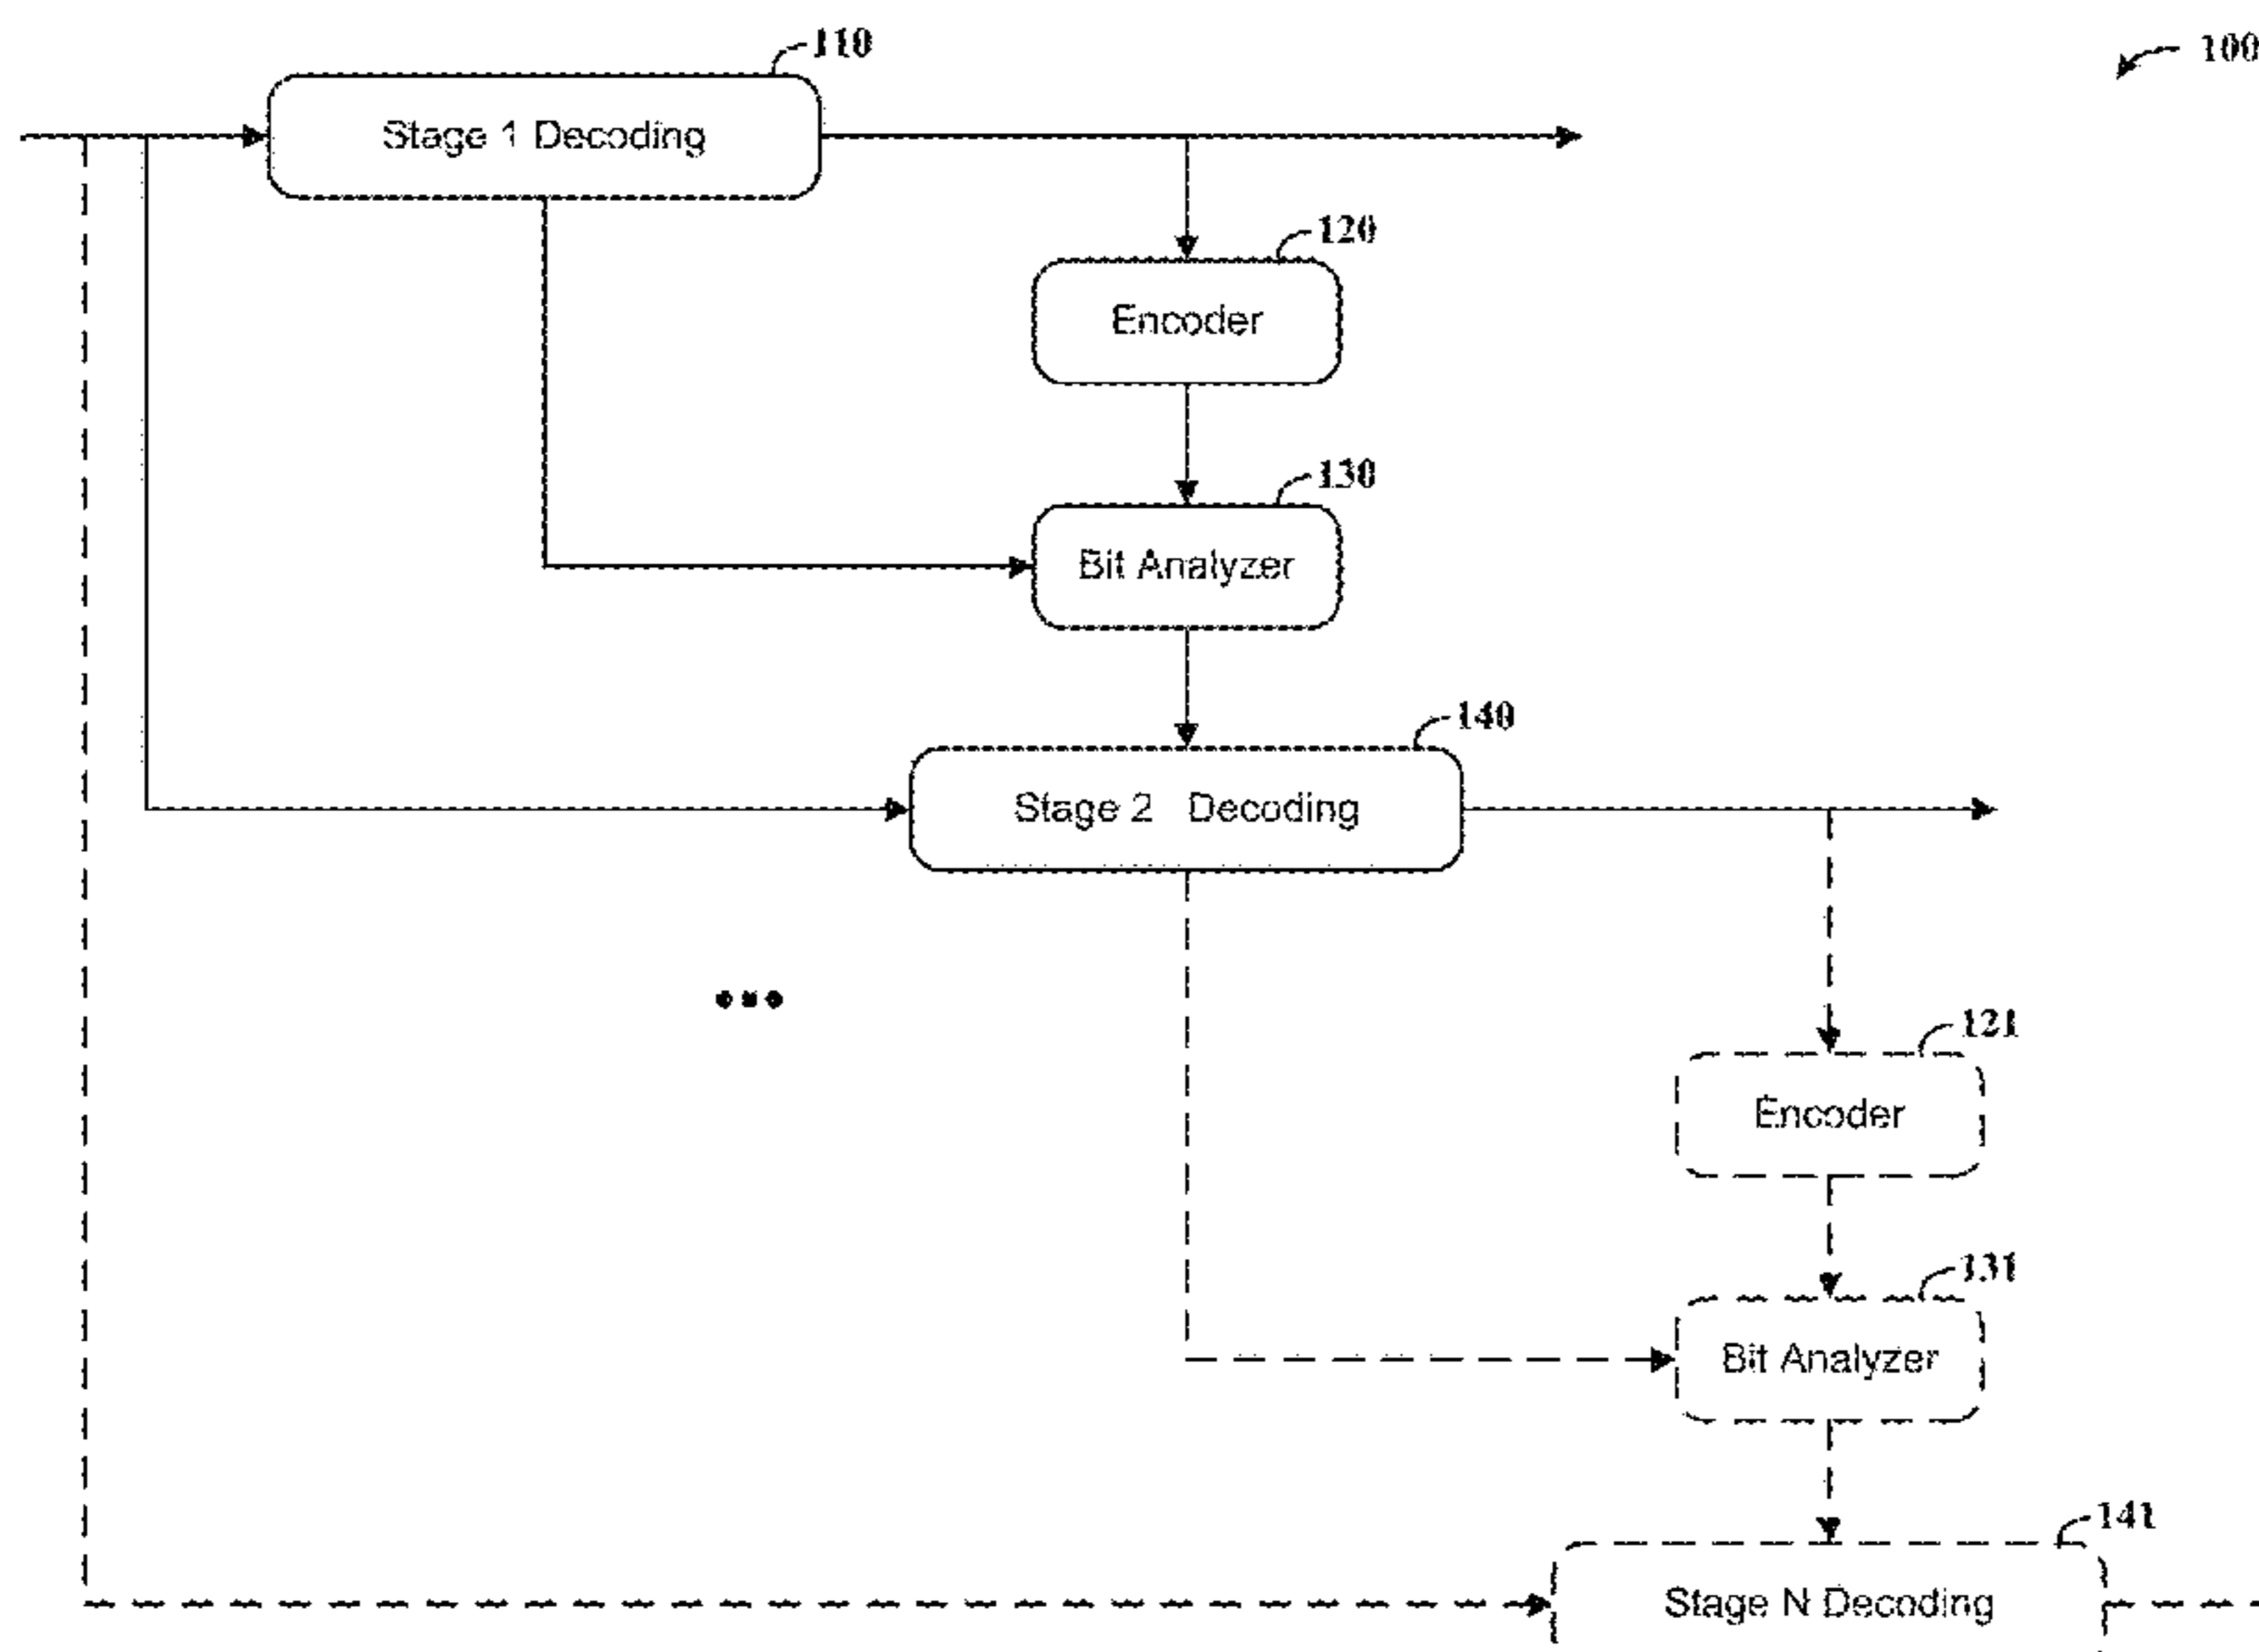 110
100
Stage 1 Decoding
120
Encoder
130
Bit Analyzer
140
Stage 2 Decoding
•••
121
Encoder
131
Bit Analyzer
141
Stage N Decoding